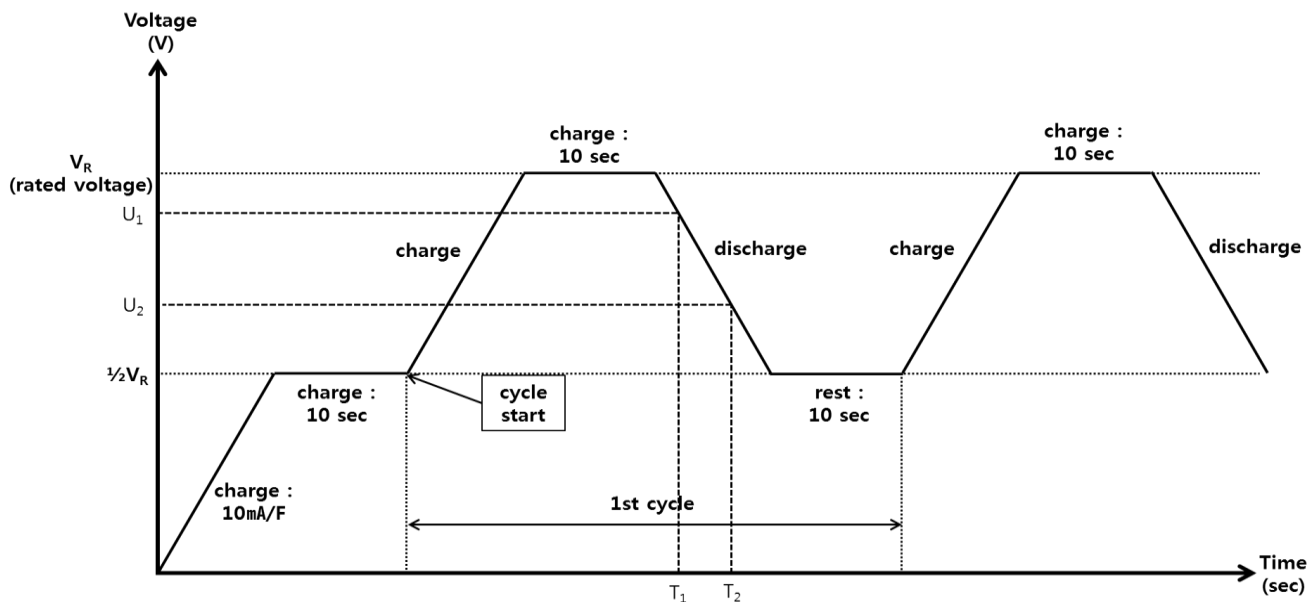 Voltage
(V)
charge :
10 sec
charge :
10 sec
V_R
(rated voltage)
U₁
charge
discharge
charge
discharge
U₂
½V_R
charge :
10 sec
cycle
start
rest :
10 sec
charge :
10mA/F
1st cycle
Time
(sec)
T₁
T₂